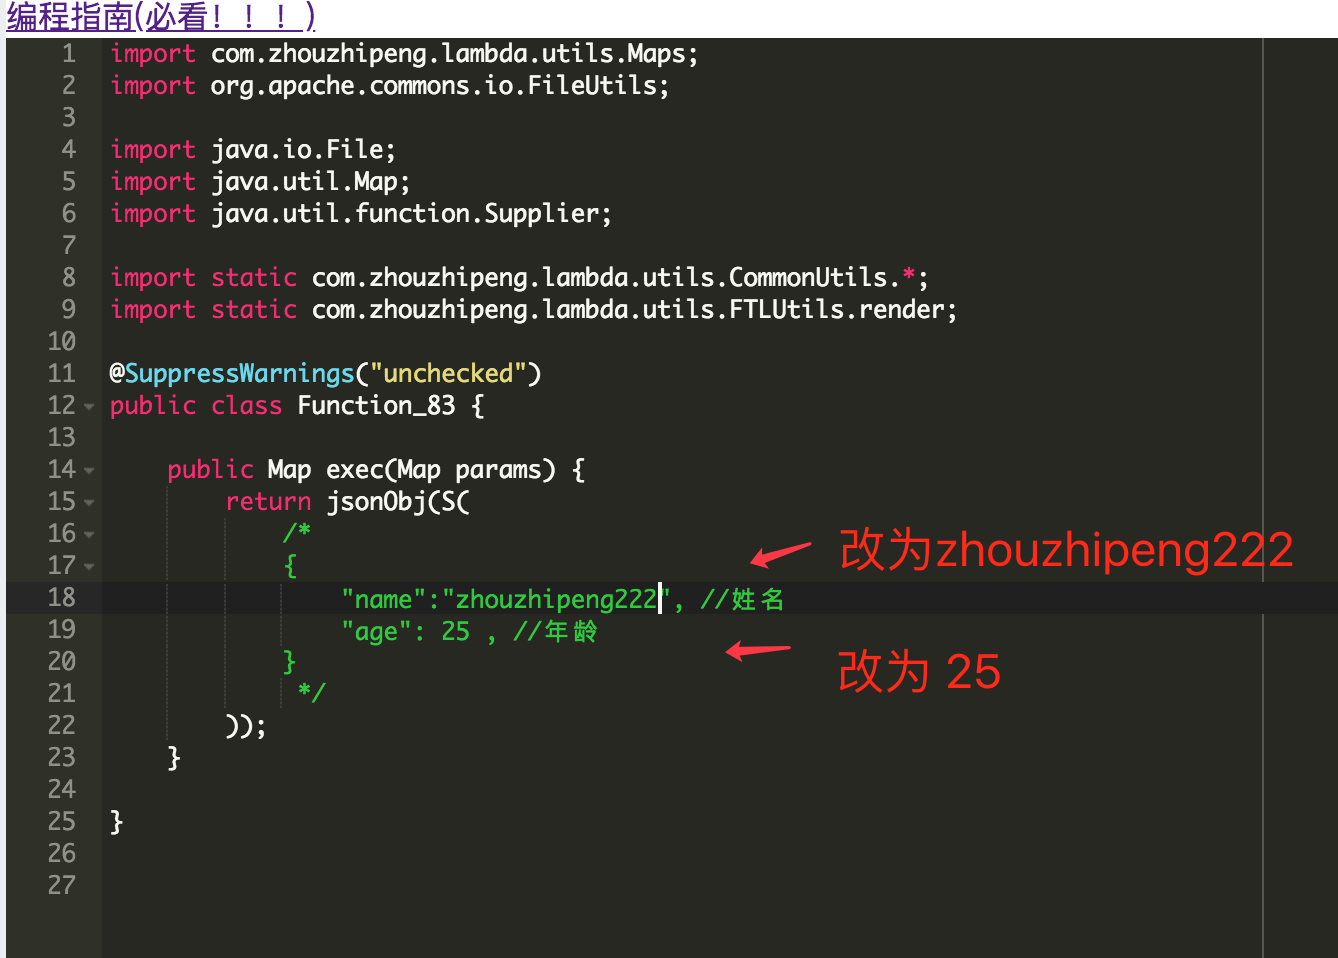 编程指南(必看！！！)
1 import com.zhouzhipeng.lambda.utils.Maps;
2 import org.apache.commons.io.FileUtils;
3
4 import java.io.File;
5 import java.util.Map;
6 import java.util.function.Supplier;
7
8 import static com.zhouzhipeng.lambda.utils.CommonUtils.*;
9 import static com.zhouzhipeng.lambda.utils.FTLUtils.render;
10
11 @SuppressWarnings("unchecked")
12 public class Function_83 {
13
14 public Map exec(Map params) {
15 return jsonObj(S(
16 /*
17 {
改为zhouzhipeng222
18 "name":"zhouzhipeng222", //姓名
19 "age": 25 , //年龄
20 }
改为 25
21 */
22 ));
23 }
24
25 }
26
27